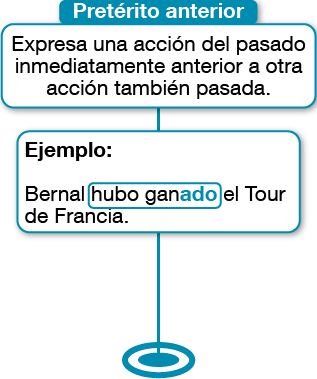 Pretérito anterior
Expresa una acción del pasado
inmediatamente anterior a otra
acción también pasada.
Ejemplo:
Bernal hubo ganado el Tour
de Francia.